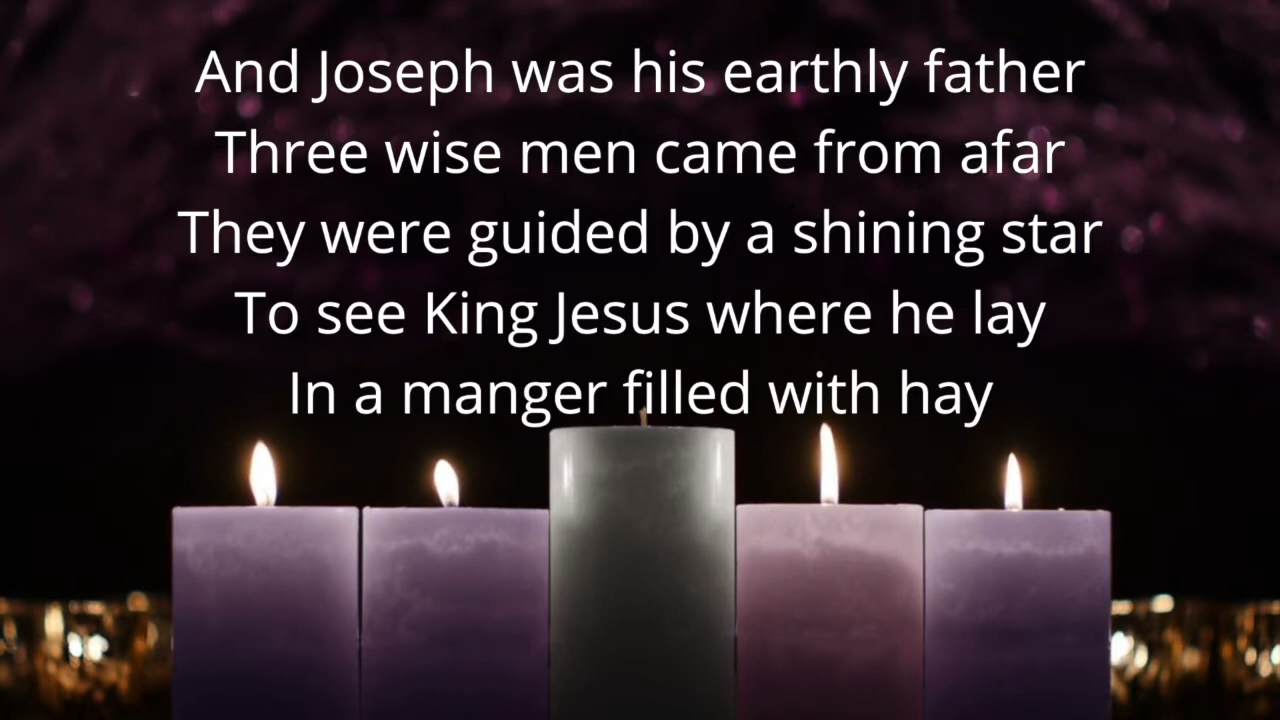 And Joseph was his earthly father
Three wise men came from afar
They were guided by a shining star
To see King Jesus where he lay
In a manger filled with hay